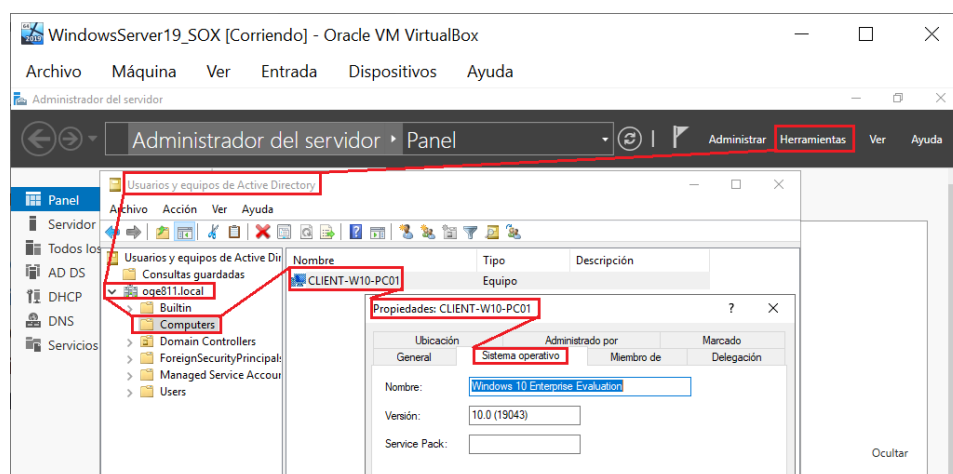 WindowsServer19_SOX [Corriendo] - Oracle VM VirtualBox
Archivo Máquina Ver Entrada Dispositivos Ayuda
Administrador del servidor
Administrador del servidor Panel
Administrar Herramientas Ver Ayuda
Panel
Servidor
Todos los
AD DS
DHCP
DNS
Servicios
Usuarios y equipos de Active Directory
Archivo Acción Ver Ayuda
Usuarios y equipos de Active Dir
Consultas guardadas
oge811.local
Builtin
Computers
Domain Controllers
ForeignSecurityPrincipals
Managed Service Accour
Users
Nombre Tipo Descripción
CLIENT-W10-PC01 Equipo
Propiedades: CLIENT-W10-PC01 ?
Ubicación Administrado por Marcado
General Sistema operativo Miembro de Delegación
Nombre: Windows 10 Enterprise Evaluation
Versión: 10.0 (19043)
Service Pack:
Ocultar